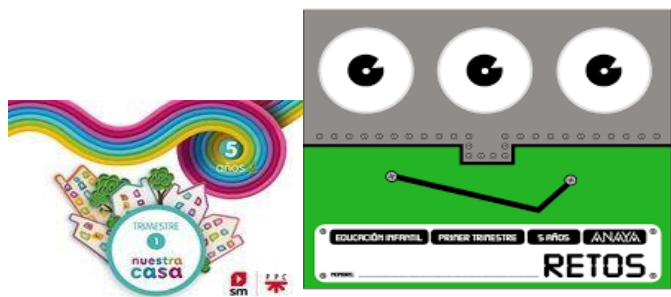 5
años
TRIMESTRE
1
nuestra
casa
sm
PPC
EDUCACIÓN INFANTIL PRIMER TRIMESTRE 5 AÑOS ANAYA
NOMBRE:
RETOS